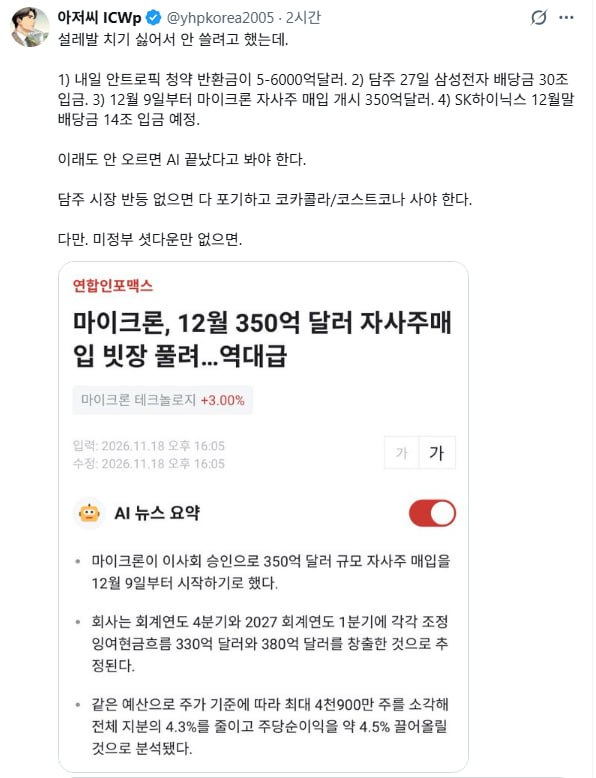 아저씨 ICWp @yhpkorea2005 · 2시간
설레발 치기 싫어서 안 쓸려고 했는데.
1) 내일 안트로픽 청약 반환금이 5-6000억달러. 2) 담주 27일 삼성전자 배당금 30조
입금. 3) 12월 9일부터 마이크론 자사주 매입 개시 350억달러. 4) SK하이닉스 12월말
배당금 14조 입금 예정.
이래도 안 오르면 AI 끝났다고 봐야 한다.
담주 시장 반등 없으면 다 포기하고 코카콜라/코스트코나 사야 한다.
다만. 미정부 셧다운만 없으면.
연합인포맥스
마이크론, 12월 350억 달러 자사주매
입 빗장 풀려...역대급
마이크론 테크놀로지 +3.00%
입력: 2026.11.18 오후 16:05
수정: 2026.11.18 오후 16:05
가 가
AI 뉴스 요약
• 마이크론이 이사회 승인으로 350억 달러 규모 자사주 매입을
12월 9일부터 시작하기로 했다.
• 회사는 회계연도 4분기와 2027 회계연도 1분기에 각각 조정
잉여현금흐름 330억 달러와 380억 달러를 창출한 것으로 추
정된다.
• 같은 예산으로 주가 기준에 따라 최대 4천900만 주를 소각해
전체 지분의 4.3%를 줄이고 주당순이익을 약 4.5% 끌어올릴
것으로 분석됐다.